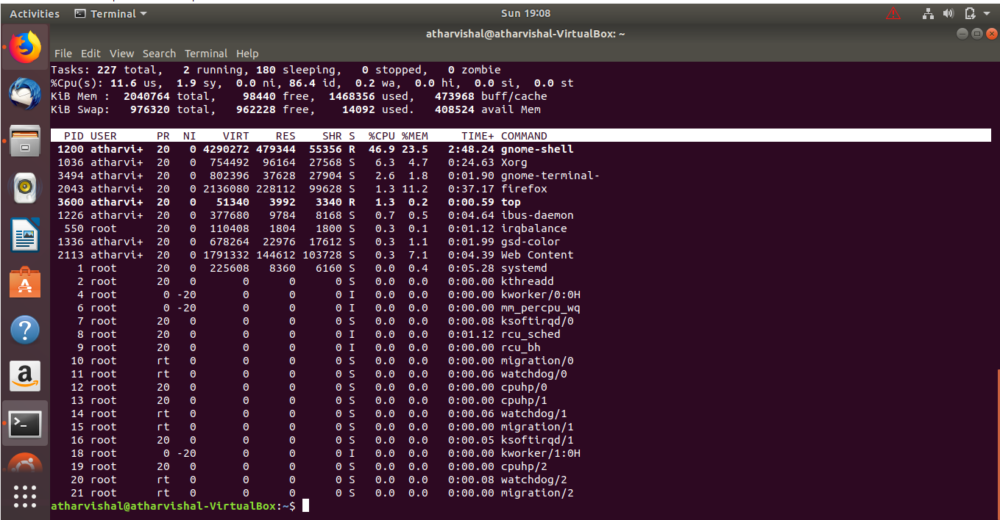 Activities Terminal Sun 19:08
atharvishal@atharvishal-VirtualBox: ~
File Edit View Search Terminal Help
Tasks: 227 total, 2 running, 180 sleeping, 0 stopped, 0 zombie
%Cpu(s): 11.6 us, 1.9 sy, 0.0 ni, 86.4 id, 0.2 wa, 0.0 hi, 0.0 si, 0.0 st
KiB Mem : 2040764 total, 98440 free, 1468356 used, 473968 buff/cache
KiB Swap: 976320 total, 962228 free, 14092 used. 408524 avail Mem
PID USER PR NI VIRT RES SHR S %CPU %MEM TIME+ COMMAND
1200 atharvi+ 20 0 4290272 479344 55356 R 46.9 23.5 2:48.24 gnome-shell
1036 atharvi+ 20 0 754492 96164 27568 S 6.3 4.7 0:24.63 Xorg
3494 atharvi+ 20 0 802396 37628 27904 S 2.6 1.8 0:01.90 gnome-terminal-
2043 atharvi+ 20 0 2136080 228112 99628 S 1.3 11.2 0:37.17 firefox
3600 atharvi+ 20 0 51340 3992 3340 R 1.3 0.2 0:00.59 top
1226 atharvi+ 20 0 377680 9784 8168 S 0.7 0.5 0:04.64 ibus-daemon
550 root 20 0 110408 1804 1800 S 0.3 0.1 0:01.12 irqbalance
1336 atharvi+ 20 0 678264 22976 17612 S 0.3 1.1 0:01.99 gsd-color
2113 atharvi+ 20 0 1791332 144612 103728 S 0.3 7.1 0:04.39 Web Content
1 root 20 0 225608 8360 6160 S 0.0 0.4 0:05.28 systemd
2 root 20 0 0 0 0 S 0.0 0.0 0:00.00 kthreadd
4 root 0 -20 0 0 0 I 0.0 0.0 0:00.00 kworker/0:0H
6 root 0 -20 0 0 0 I 0.0 0.0 0:00.00 mm_percpu_wq
7 root 20 0 0 0 0 S 0.0 0.0 0:00.08 ksoftirqd/0
8 root 20 0 0 0 0 I 0.0 0.0 0:01.12 rcu_sched
9 root 20 0 0 0 0 I 0.0 0.0 0:00.00 rcu_bh
10 root rt 0 0 0 0 S 0.0 0.0 0:00.00 migration/0
11 root rt 0 0 0 0 S 0.0 0.0 0:00.06 watchdog/0
12 root 20 0 0 0 0 S 0.0 0.0 0:00.00 cpuhp/0
13 root 20 0 0 0 0 S 0.0 0.0 0:00.00 cpuhp/1
14 root rt 0 0 0 0 S 0.0 0.0 0:00.06 watchdog/1
15 root rt 0 0 0 0 S 0.0 0.0 0:00.00 migration/1
16 root 20 0 0 0 0 S 0.0 0.0 0:00.05 ksoftirqd/1
18 root 0 -20 0 0 0 I 0.0 0.0 0:00.00 kworker/1:0H
19 root 20 0 0 0 0 S 0.0 0.0 0:00.00 cpuhp/2
20 root rt 0 0 0 0 S 0.0 0.0 0:00.08 watchdog/2
21 root rt 0 0 0 0 S 0.0 0.0 0:00.00 migration/2
atharvishal@atharvishal-VirtualBox:~$